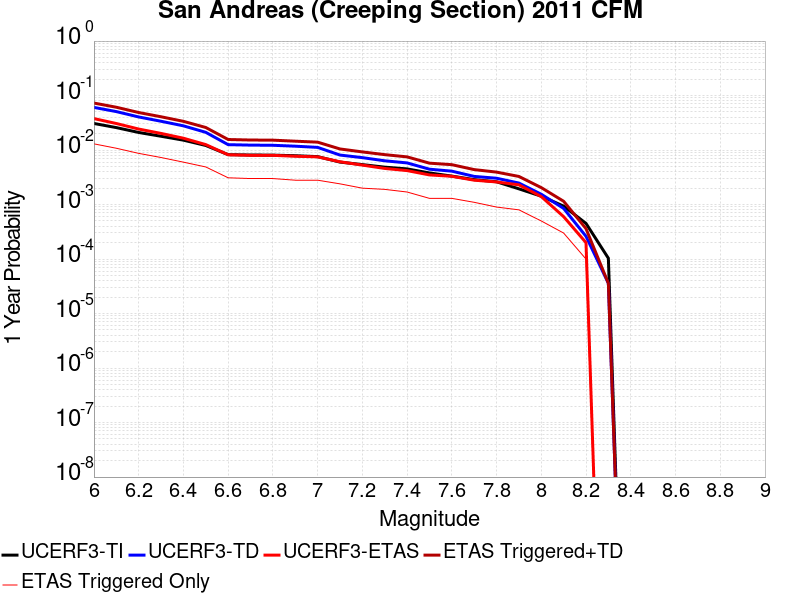 San Andreas (Creeping Section) 2011 CFM
10^0
10^-1
10^-2
10^-3
10^-4
10^-5
10^-6
10^-7
10^-8
1 Year Probability
6 6.2 6.4 6.6 6.8 7 7.2 7.4 7.6 7.8 8 8.2 8.4 8.6 8.8 9
Magnitude
UCERF3-TI UCERF3-TD UCERF3-ETAS ETAS Triggered+TD
ETAS Triggered Only